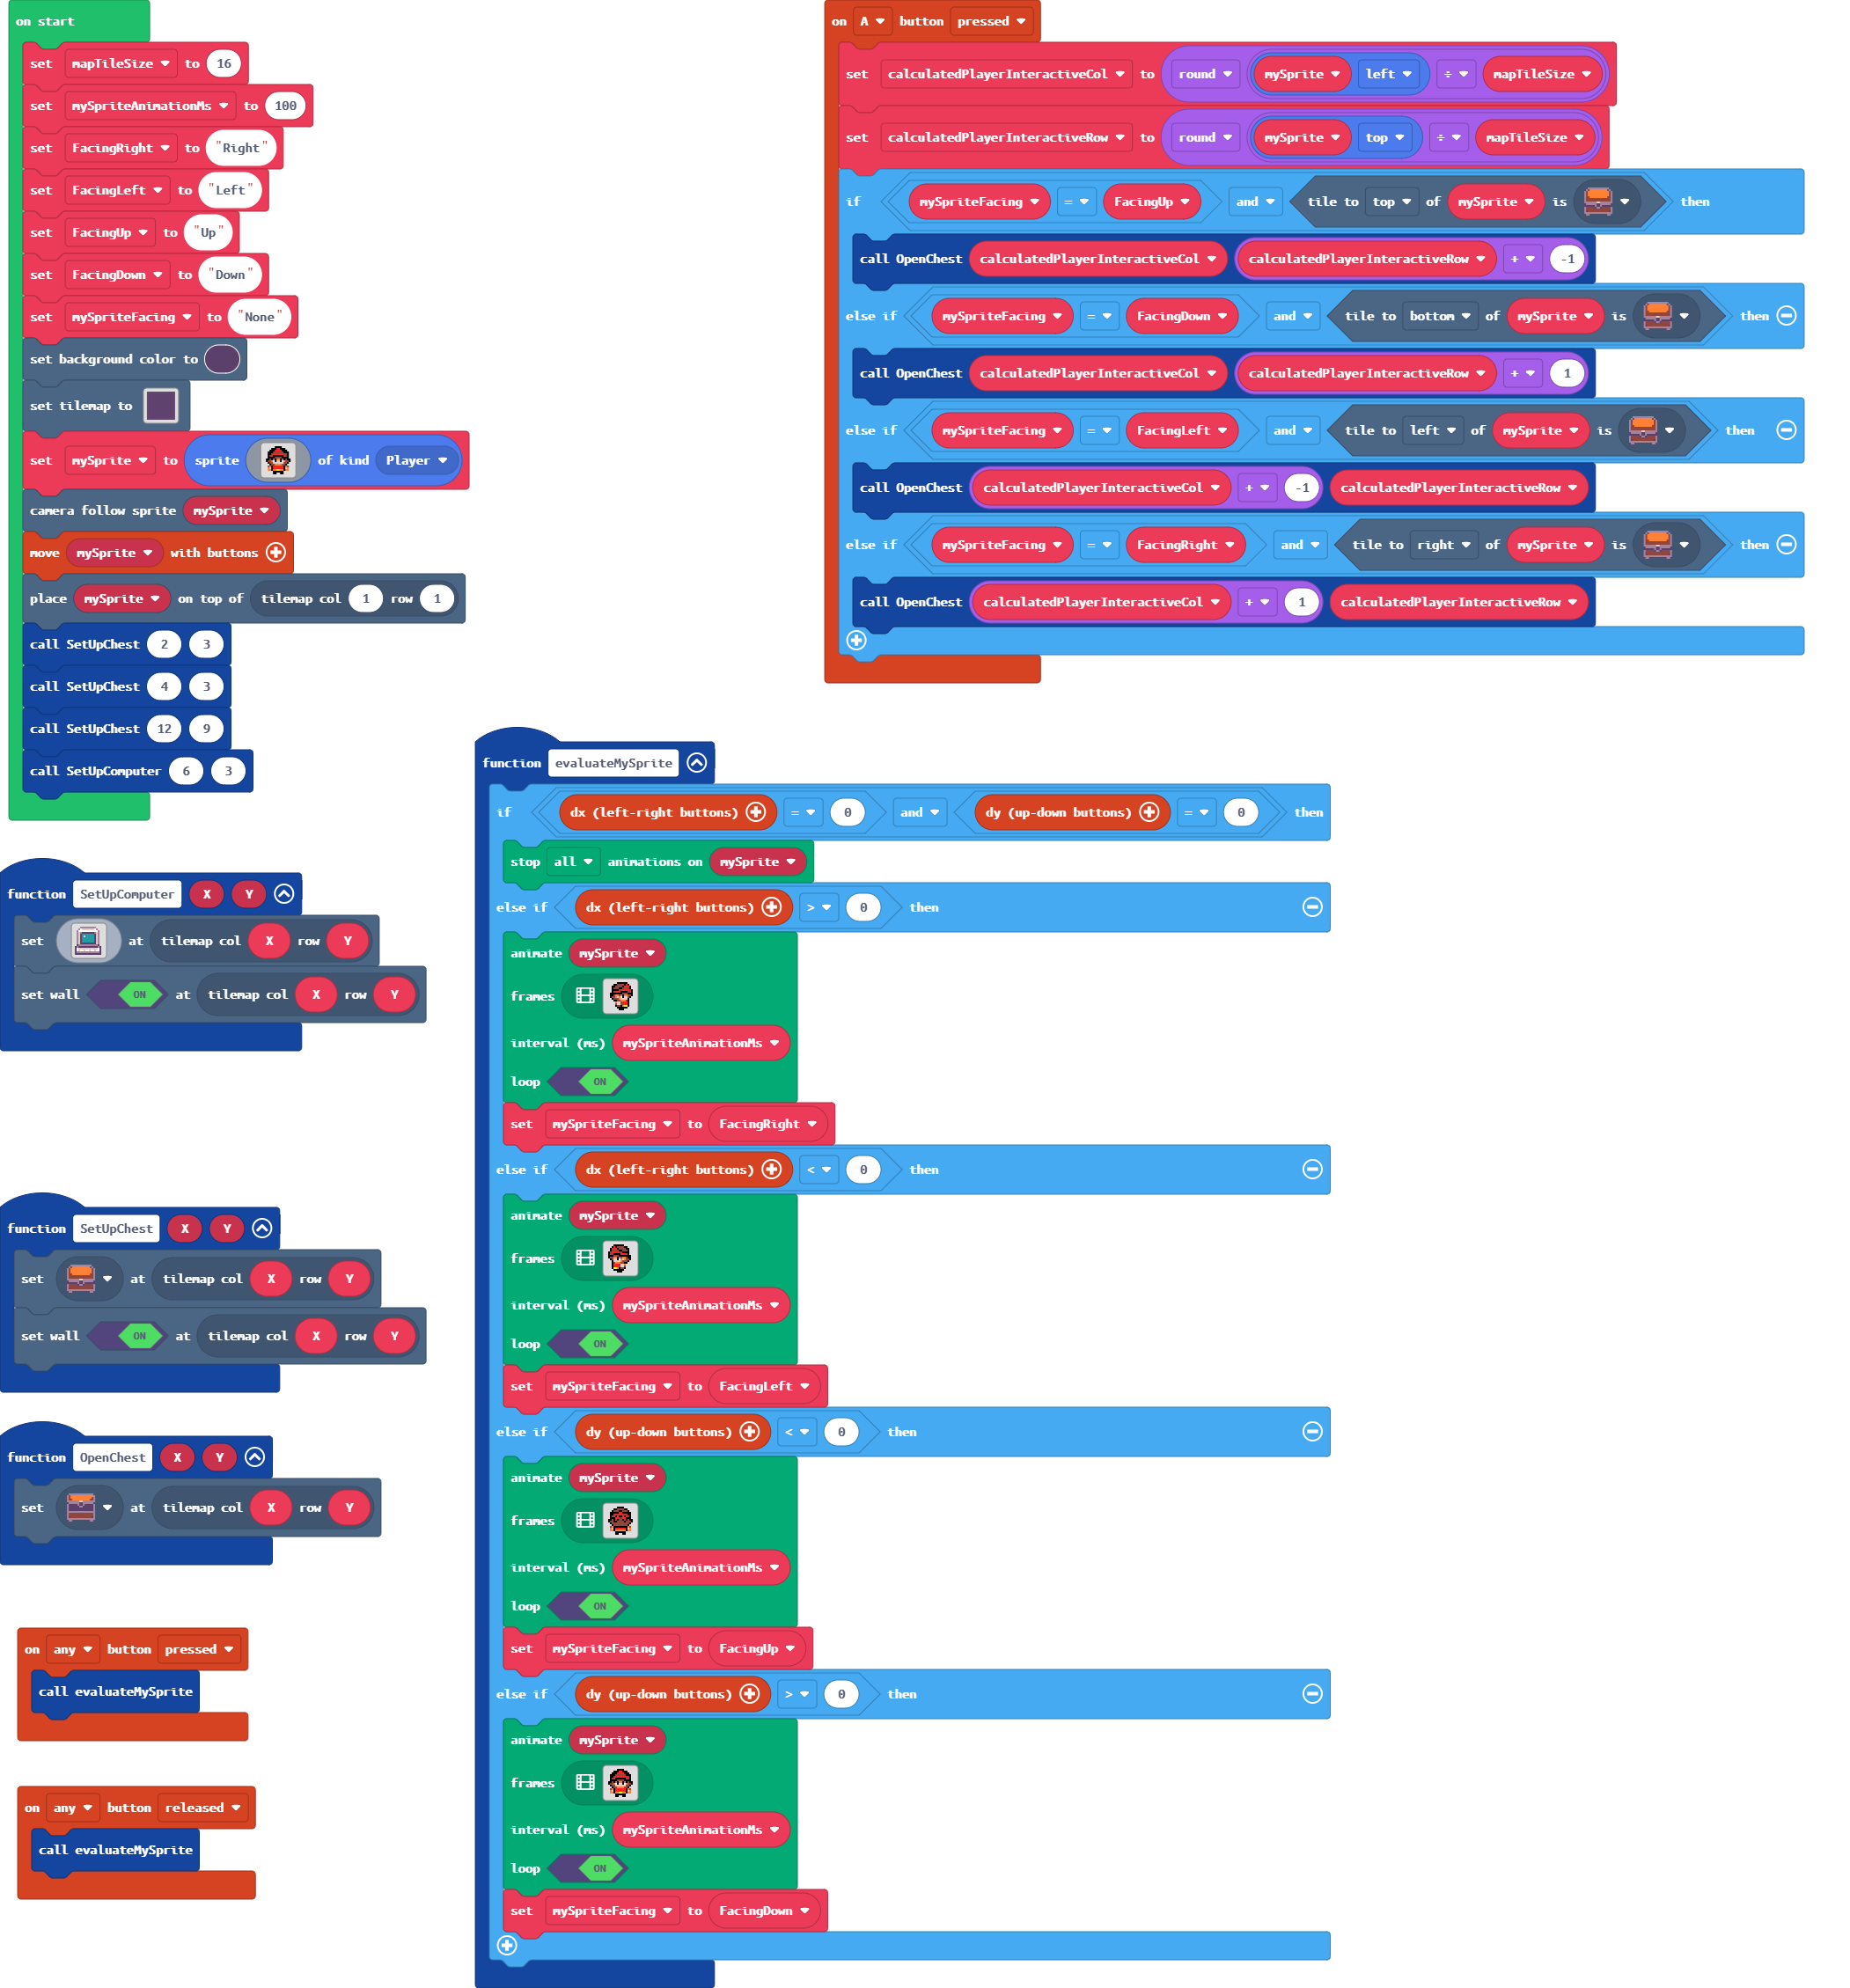 on start
set mapTileSize to 16
set mySpriteAnimationMs to 100
set FacingRight to "Right"
set FacingLeft to "Left"
set FacingUp to "Up"
set FacingDown to "Down"
set mySpriteFacing to "None"
set background color to
set tilemap to
set mySprite to sprite of kind Player
camera follow sprite mySprite
move mySprite with buttons
place mySprite on top of tilemap col 1 row 1
call SetUpChest 2 3
call SetUpChest 4 3
call SetUpChest 12 9
call SetUpComputer 6 3
on A button pressed
set calculatedPlayerInteractiveCol to round mySprite left ÷ mapTileSize
set calculatedPlayerInteractiveRow to round mySprite top ÷ mapTileSize
if mySpriteFacing = FacingUp and tile to top of mySprite is then
call OpenChest calculatedPlayerInteractiveCol calculatedPlayerInteractiveRow + -1
else if mySpriteFacing = FacingDown and tile to bottom of mySprite is then
call OpenChest calculatedPlayerInteractiveCol calculatedPlayerInteractiveRow + 1
else if mySpriteFacing = FacingLeft and tile to left of mySprite is then
call OpenChest calculatedPlayerInteractiveCol + -1 calculatedPlayerInteractiveRow
else if mySpriteFacing = FacingRight and tile to right of mySprite is then
call OpenChest calculatedPlayerInteractiveCol + 1 calculatedPlayerInteractiveRow
function SetUpComputer X Y
set at tilemap col X row Y
set wall ON at tilemap col X row Y
function SetUpChest X Y
set at tilemap col X row Y
set wall ON at tilemap col X row Y
function OpenChest X Y
set at tilemap col X row Y
on any button pressed
call evaluateMySprite
on any button released
call evaluateMySprite
function evaluateMySprite
if dx (left-right buttons) = 0 and dy (up-down buttons) = 0 then
stop all animations on mySprite
else if dx (left-right buttons) > 0 then
animate mySprite
frames
interval (ms) mySpriteAnimationMs
loop ON
set mySpriteFacing to FacingRight
else if dx (left-right buttons) < 0 then
animate mySprite
frames
interval (ms) mySpriteAnimationMs
loop ON
set mySpriteFacing to FacingLeft
else if dy (up-down buttons) < 0 then
animate mySprite
frames
interval (ms) mySpriteAnimationMs
loop ON
set mySpriteFacing to FacingUp
else if dy (up-down buttons) > 0 then
animate mySprite
frames
interval (ms) mySpriteAnimationMs
loop ON
set mySpriteFacing to FacingDown